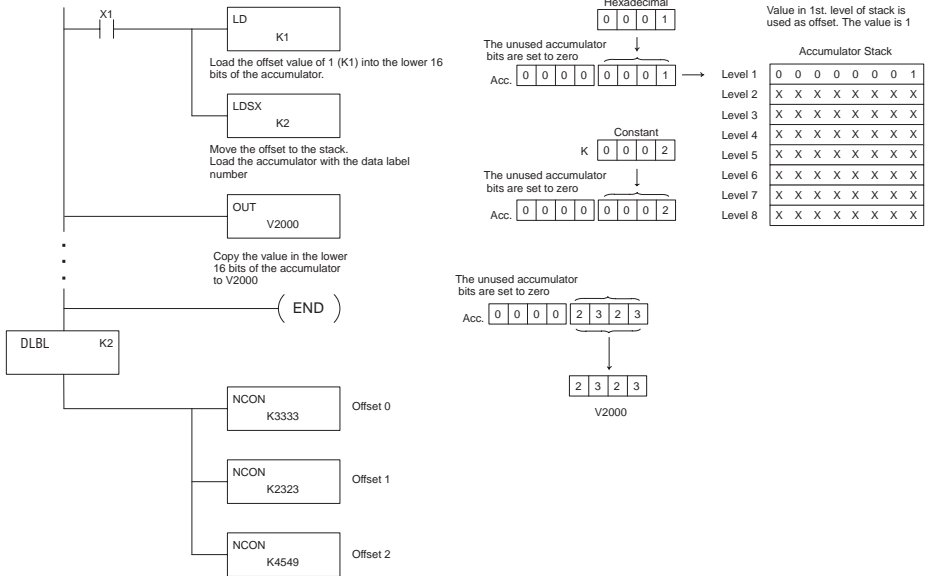 X1
LD
K1
Load the offset value of 1 (K1) into the lower 16
bits of the accumulator.
LDSX
K2
Move the offset to the stack.
Load the accumulator with the data label
number
OUT
V2000
Copy the value in the lower
16 bits of the accumulator
to V2000
END
DLBL K2
NCON
K3333
Offset 0
NCON
K2323
Offset 1
NCON
K4549
Offset 2
Hexadecimal
0 0 0 1
The unused accumulator
bits are set to zero
Acc. 0 0 0 0 0 0 0 1
Constant
K 0 0 0 2
The unused accumulator
bits are set to zero
Acc. 0 0 0 0 0 0 0 2
The unused accumulator
bits are set to zero
Acc. 0 0 0 0 2 3 2 3
2 3 2 3
V2000
Value in 1st. level of stack is
used as offset. The value is 1
Accumulator Stack
Level 1 0 0 0 0 0 0 0 1
Level 2 X X X X X X X X
Level 3 X X X X X X X X
Level 4 X X X X X X X X
Level 5 X X X X X X X X
Level 6 X X X X X X X X
Level 7 X X X X X X X X
Level 8 X X X X X X X X